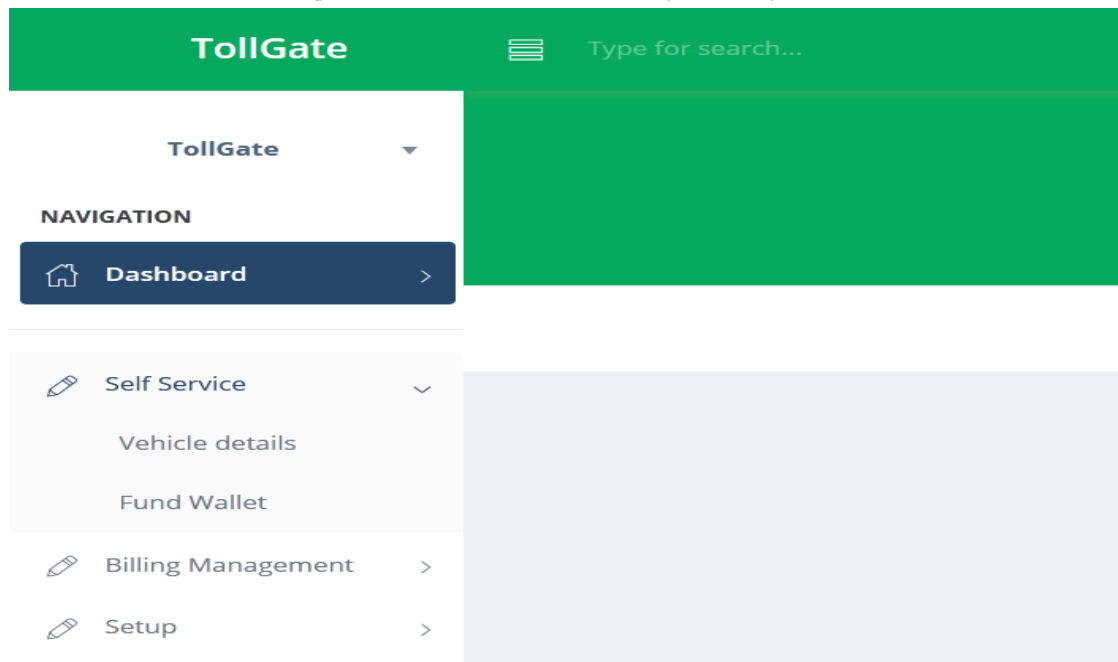 TollGate
Type for search...
TollGate
NAVIGATION
Dashboard
Self Service
Vehicle details
Fund Wallet
Billing Management
Setup